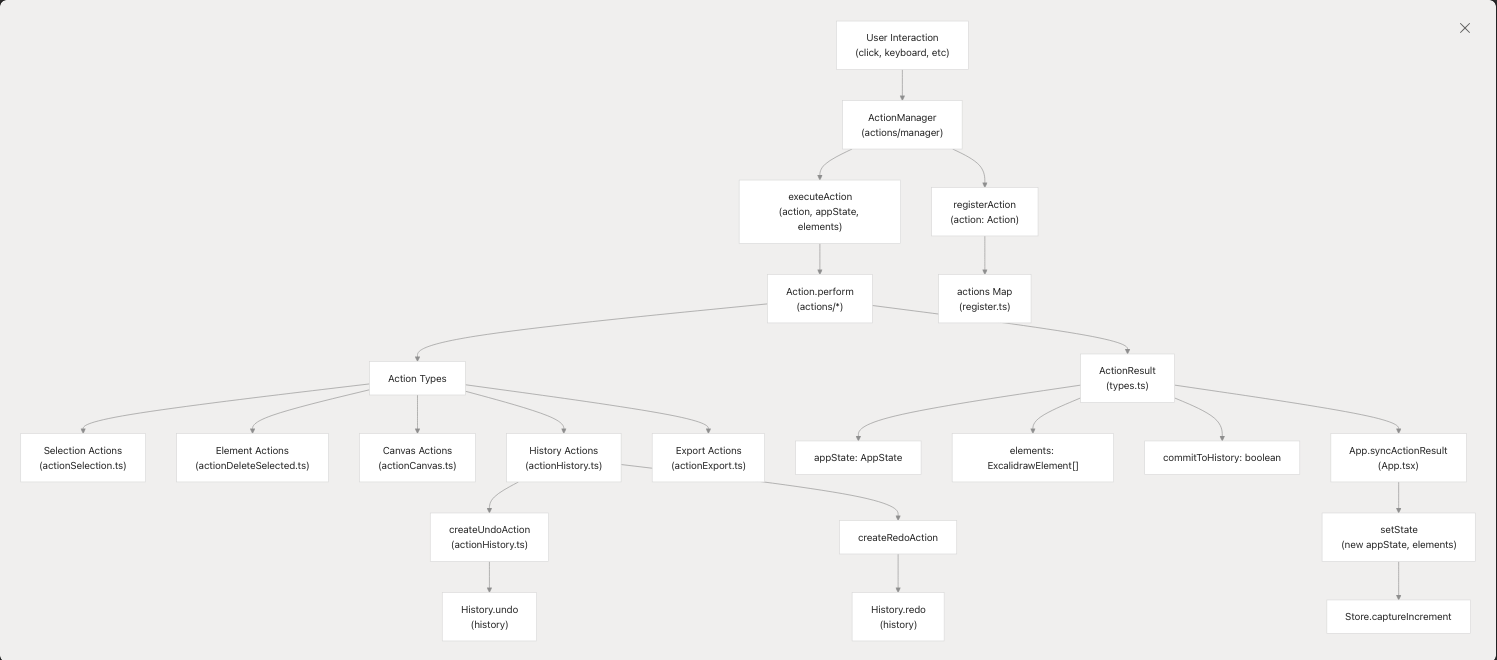 User Interaction
(click, keyboard, etc)
ActionManager
(actions/manager)
executeAction
(action, appState,
elements)
registerAction
(action: Action)
Action.perform
(actions/*)
actions Map
(register.ts)
Action Types
ActionResult
(types.ts)
Selection Actions
(actionSelection.ts)
Element Actions
(actionDeleteSelected.ts)
Canvas Actions
(actionCanvas.ts)
History Actions
(actionHistory.ts)
Export Actions
(actionExport.ts)
appState: AppState
elements:
ExcalidrawElement[]
commitToHistory: boolean
App.syncActionResult
(App.tsx)
createUndoAction
(actionHistory.ts)
createRedoAction
setState
(new appState, elements)
History.undo
(history)
History.redo
(history)
Store.captureIncrement